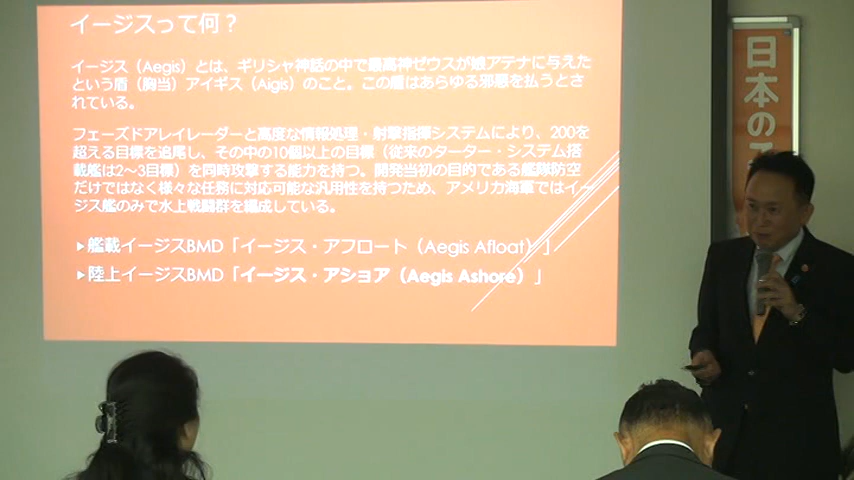 イージスって何？
イージス（Aegis）とは、ギリシャ神話の中で最高神ゼウスが娘アテナに与えた
という盾（胸当）アイギス（Aigis）のこと。この盾はあらゆる邪悪を払うとさ
れている。
フェーズドアレイレーダーと高度な情報処理・射撃指揮システムにより、200を
超える目標を追尾し、その中の10個以上の目標（従来のターター・システム搭
載艦は2〜3目標）を同時攻撃する能力を持つ。開発当初の目的である艦隊防空
だけではなく様々な任務に対応可能な汎用性を持つため、アメリカ海軍ではイー
ジス艦のみで水上戦闘群を編成している。
▶艦載イージスBMD「イージス・アフロート（Aegis Afloat）」
▶陸上イージスBMD「イージス・アショア（Aegis Ashore）」
日本の